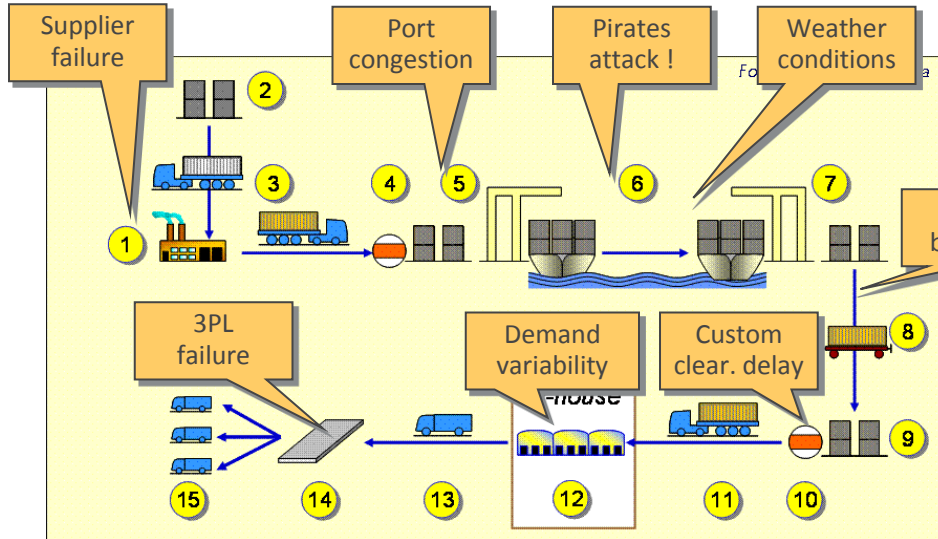 Supplier
failure
Port
congestion
Pirates
attack !
Weather
conditions
Fo
a
2
3
4
5
6
7
1
b
3PL
failure
Demand
variability
Custom
clear. delay
8
-house
9
15
14
13
12
11
10